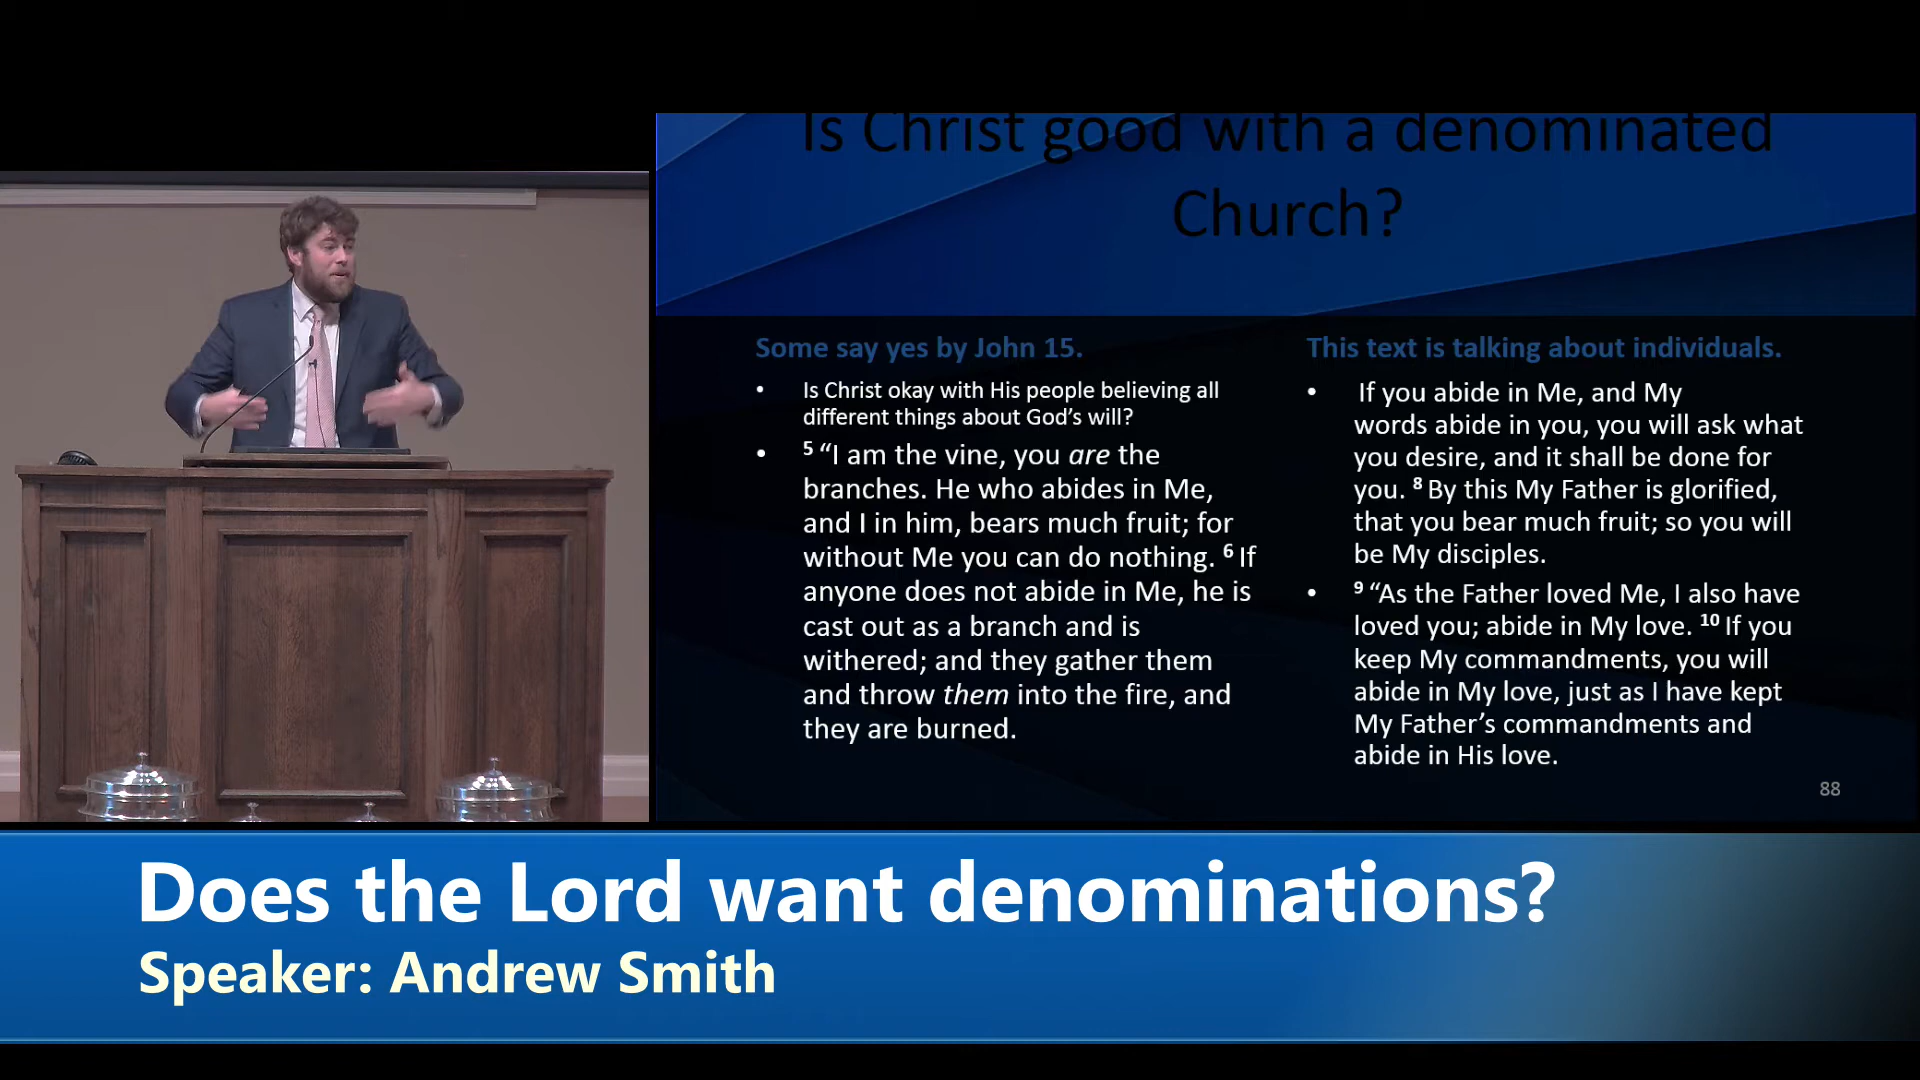 Is Christ good with a denominated
Church?
Some say yes by John 15.
• Is Christ okay with His people believing all
different things about God's will?
• 5 “I am the vine, you are the
branches. He who abides in Me,
and I in him, bears much fruit; for
without Me you can do nothing. 6 If
anyone does not abide in Me, he is
cast out as a branch and is
withered; and they gather them
and throw them into the fire, and
they are burned.
This text is talking about individuals.
• If you abide in Me, and My
words abide in you, you will ask what
you desire, and it shall be done for
you. 8 By this My Father is glorified,
that you bear much fruit; so you will
be My disciples.
• 9 “As the Father loved Me, I also have
loved you; abide in My love. 10 If you
keep My commandments, you will
abide in My love, just as I have kept
My Father’s commandments and
abide in His love.
88
Does the Lord want denominations?
Speaker: Andrew Smith